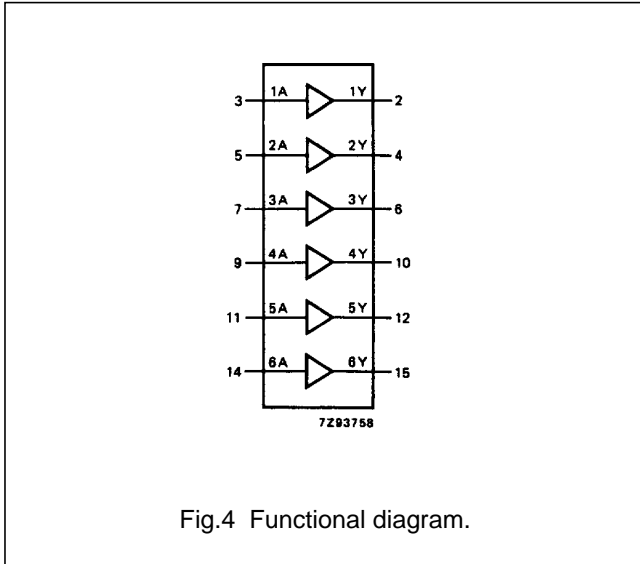 3 1A 1Y 2
5 2A 2Y 4
7 3A 3Y 6
9 4A 4Y 10
11 5A 5Y 12
14 6A 6Y 15
7Z93758
Fig.4 Functional diagram.